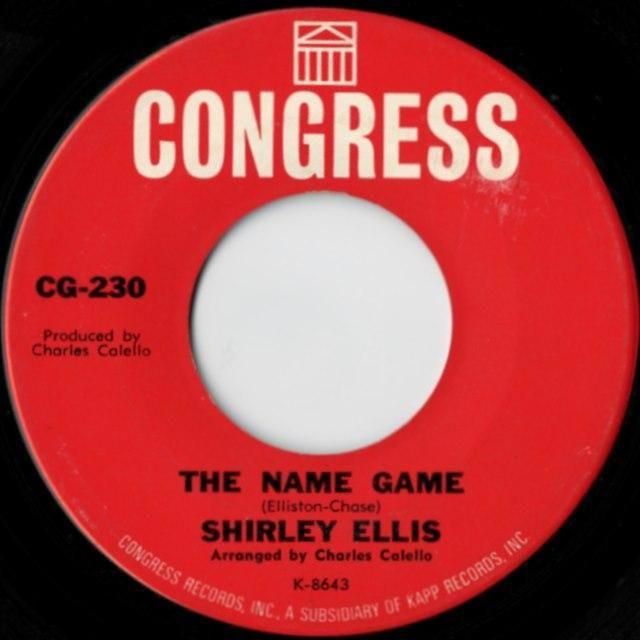 CONGRESS
CG-230
Produced by
Charles Calello
THE NAME GAME
(Elliston-Chase)
SHIRLEY ELLIS
Arranged by Charles Calello
K-8643
CONGRESS RECORDS, INC., A SUBSIDIARY OF KAPP RECORDS, INC.